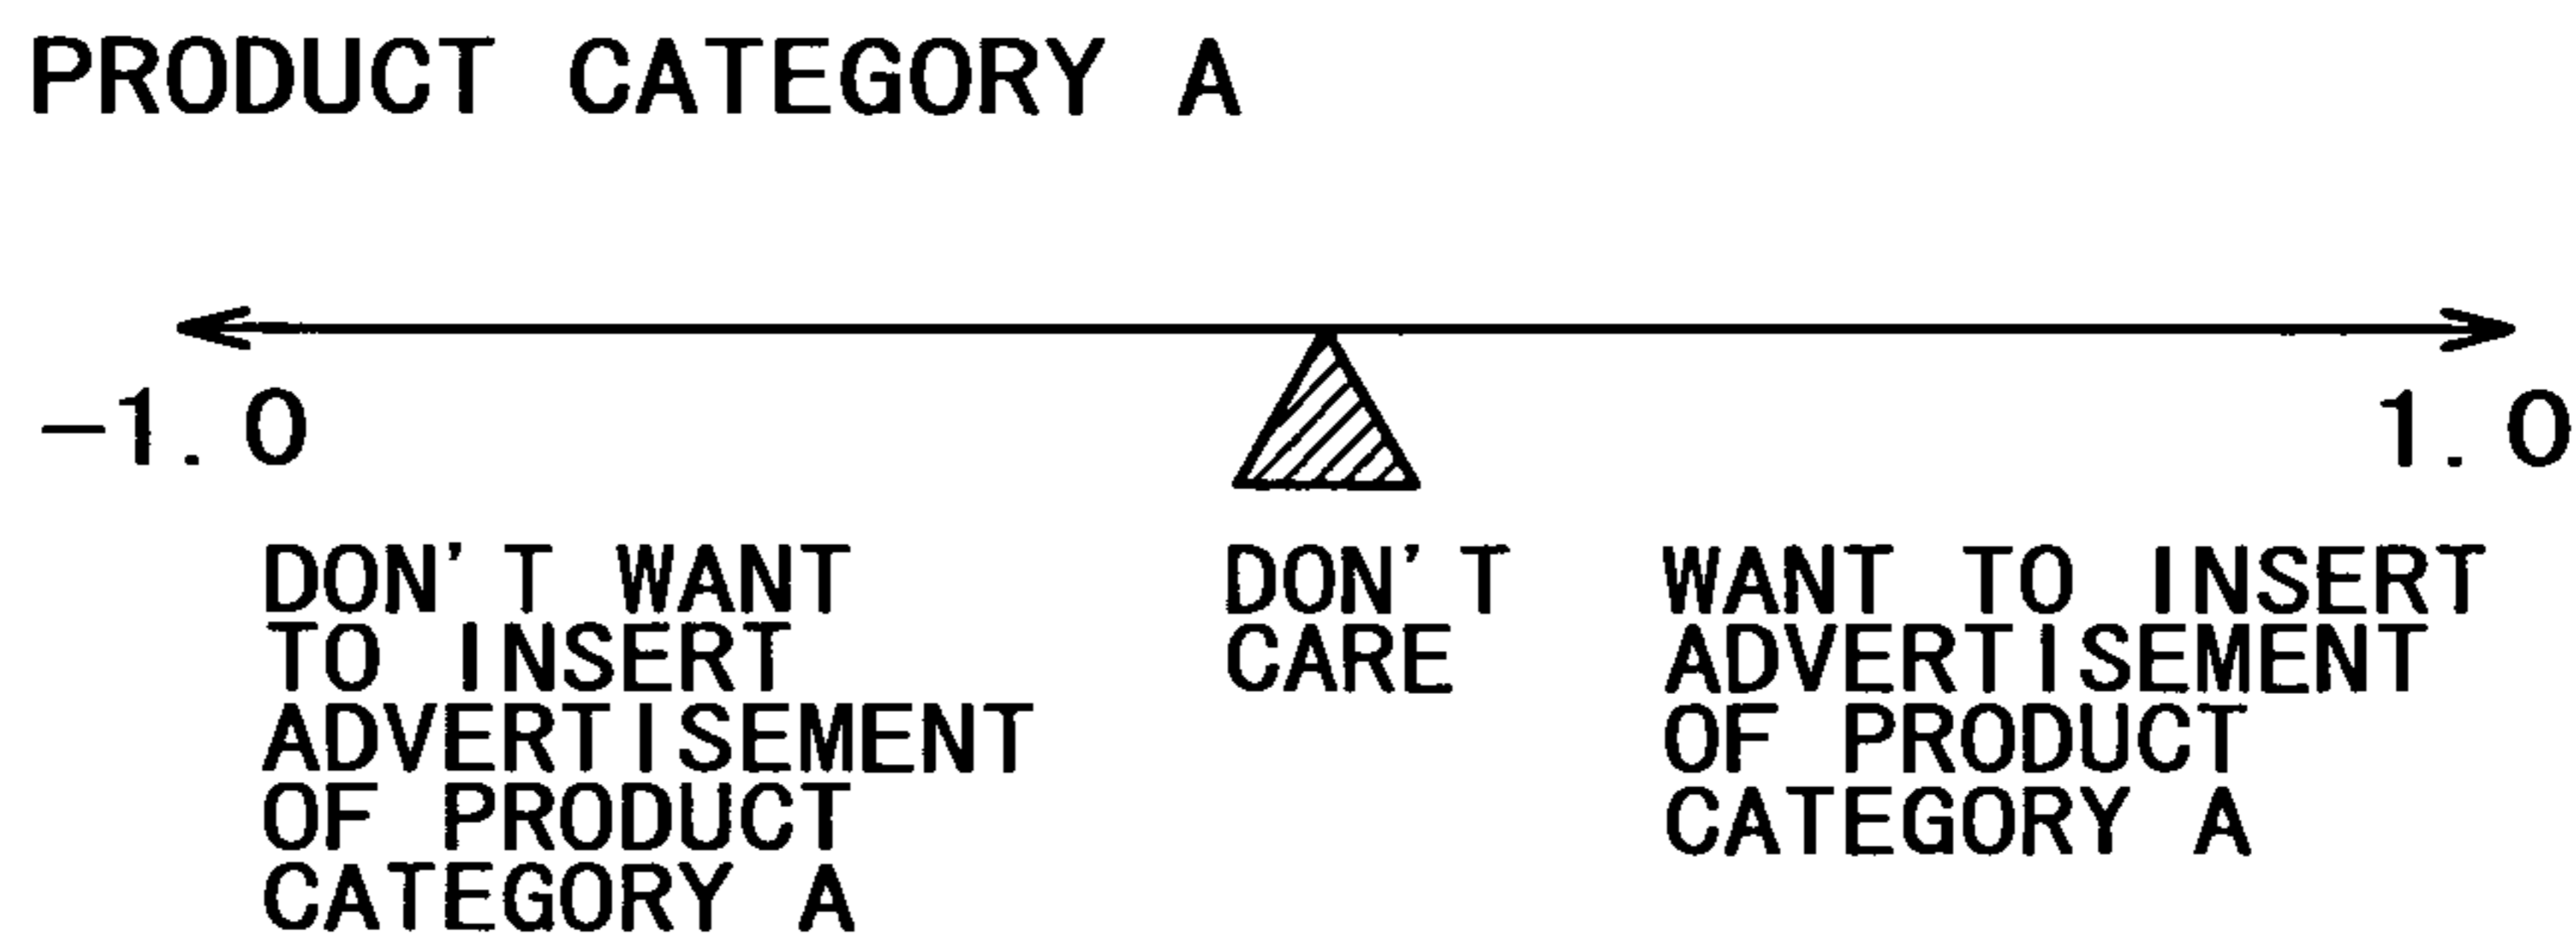 PRODUCT CATEGORY A
-1.0
1.0
DON'T WANT
TO INSERT
ADVERTISEMENT
OF PRODUCT
CATEGORY A
DON'T
CARE
WANT TO INSERT
ADVERTISEMENT
OF PRODUCT
CATEGORY A